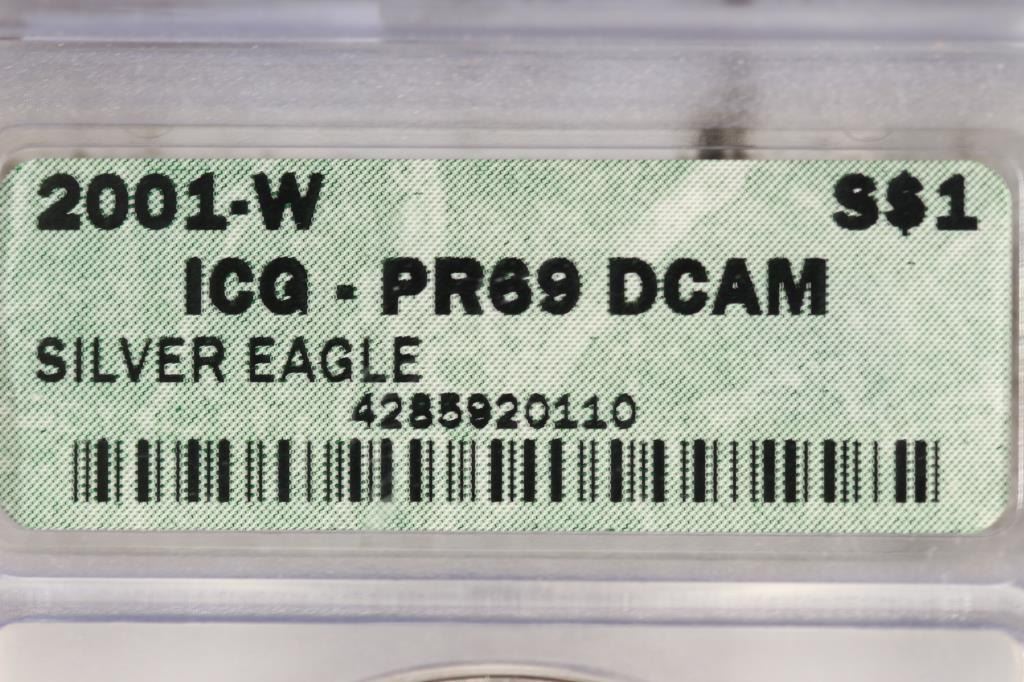 2001-W S$1
ICG - PR69 DCAM
SILVER EAGLE
4285920110